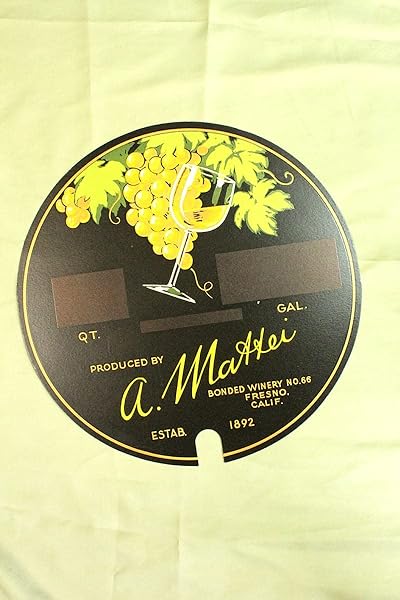 QT.
GAL.
PRODUCED BY
A. Mattei
BONDED WINERY NO. 66
FRESNO,
CALIF.
ESTAB. 1892